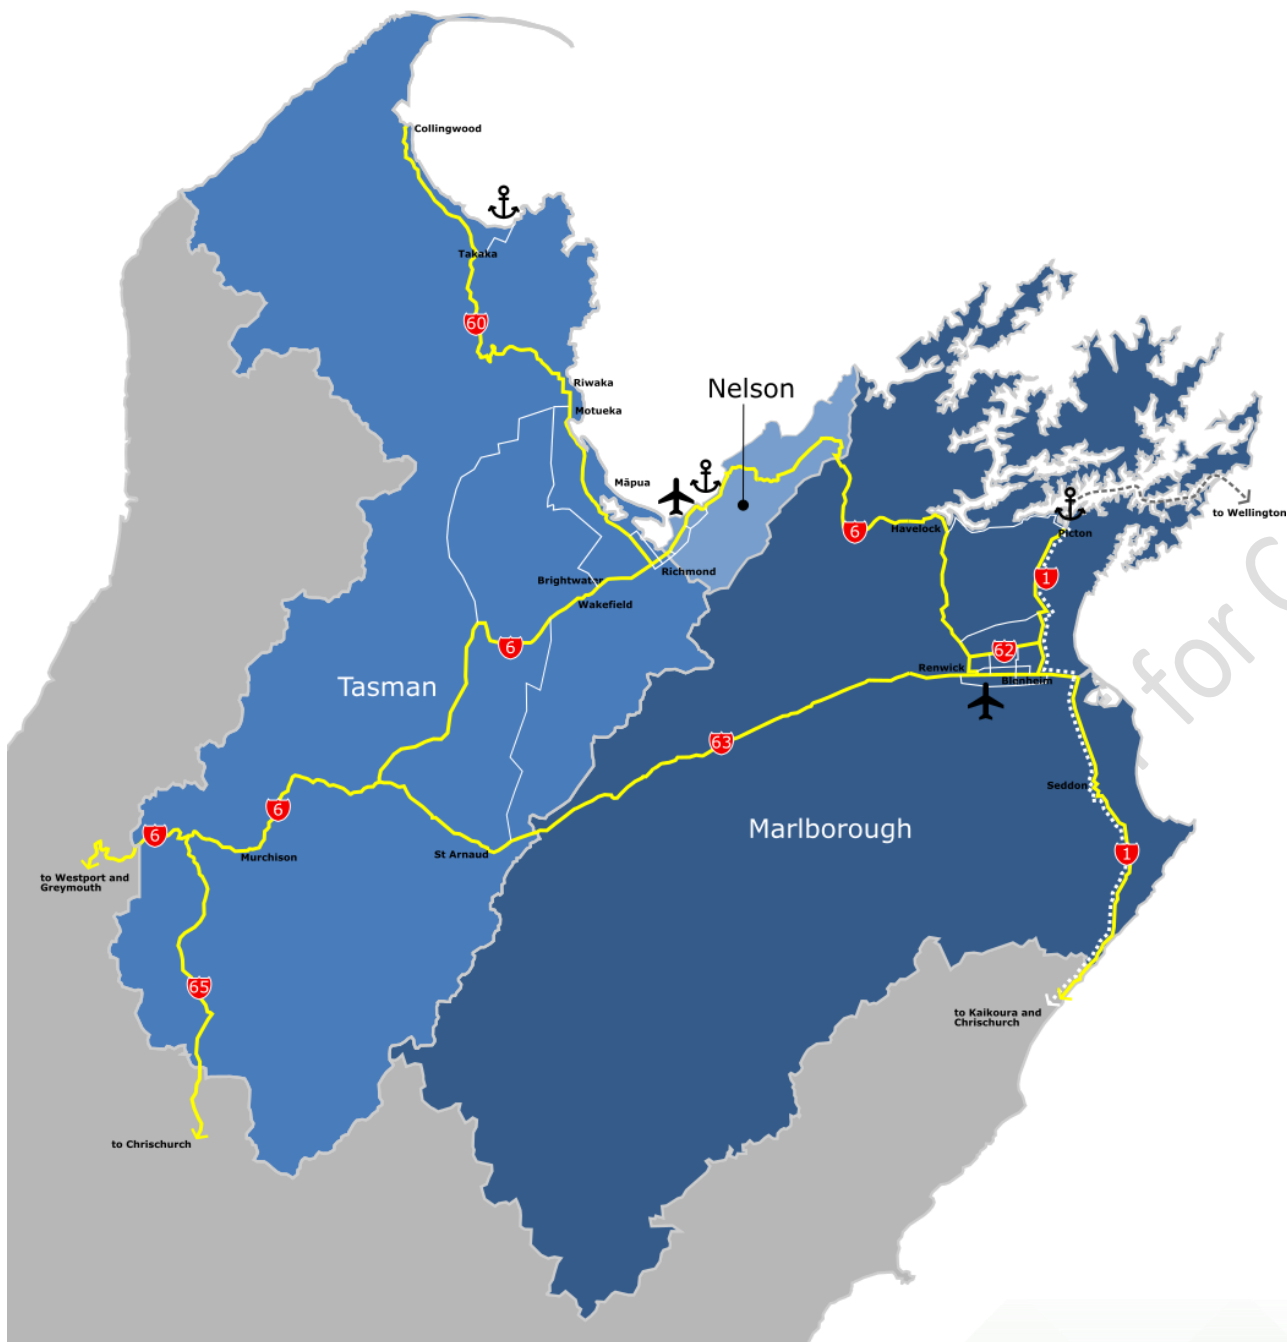 Collingwood
Takaka
60
Riwaka
Motueka
Nelson
Māpua
to Wellington
6
Havelock
Picton
Richmond
Brightwater
1
Wakefield
6
62
Renwick
Blenheim
Tasman
63
Seddon
6
6
Marlborough
St Arnaud
Murchison
1
to Westport and
Greymouth
65
to Kaikoura and
Chrischurch
to Chrischurch
for C